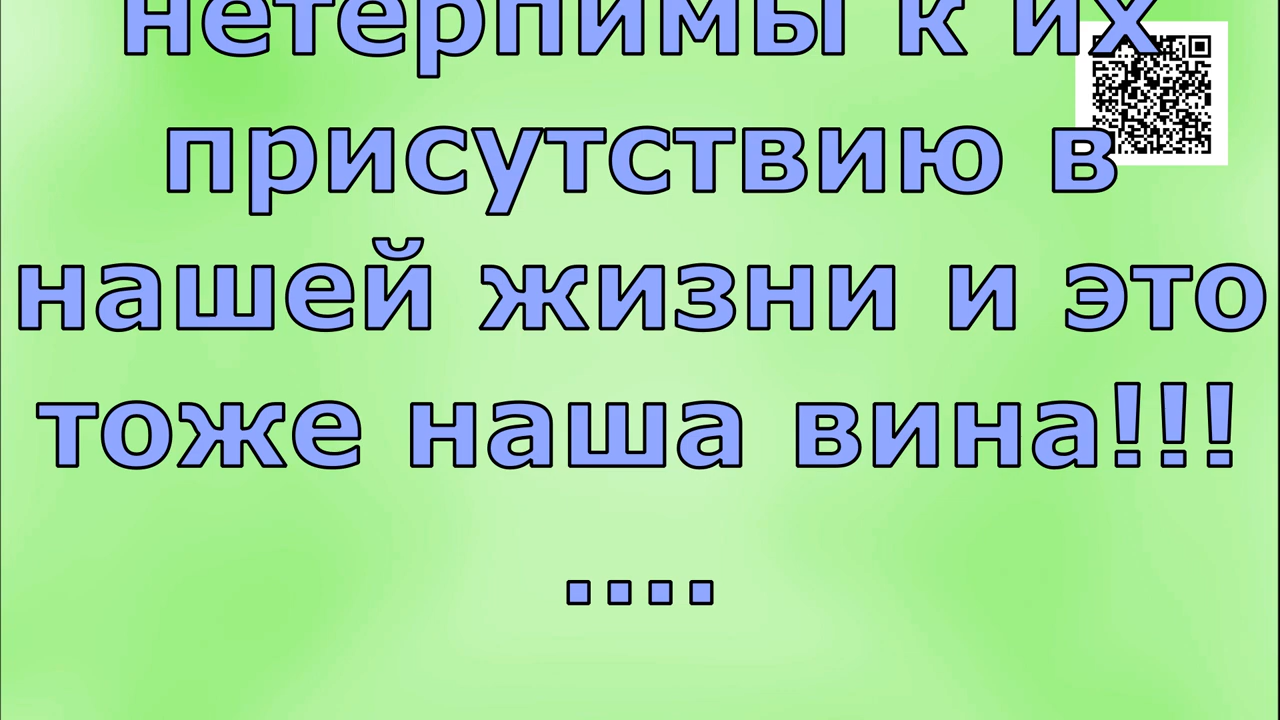 нетерпимы к их
присутствию в
нашей жизни и это
тоже наша вина!!!
....